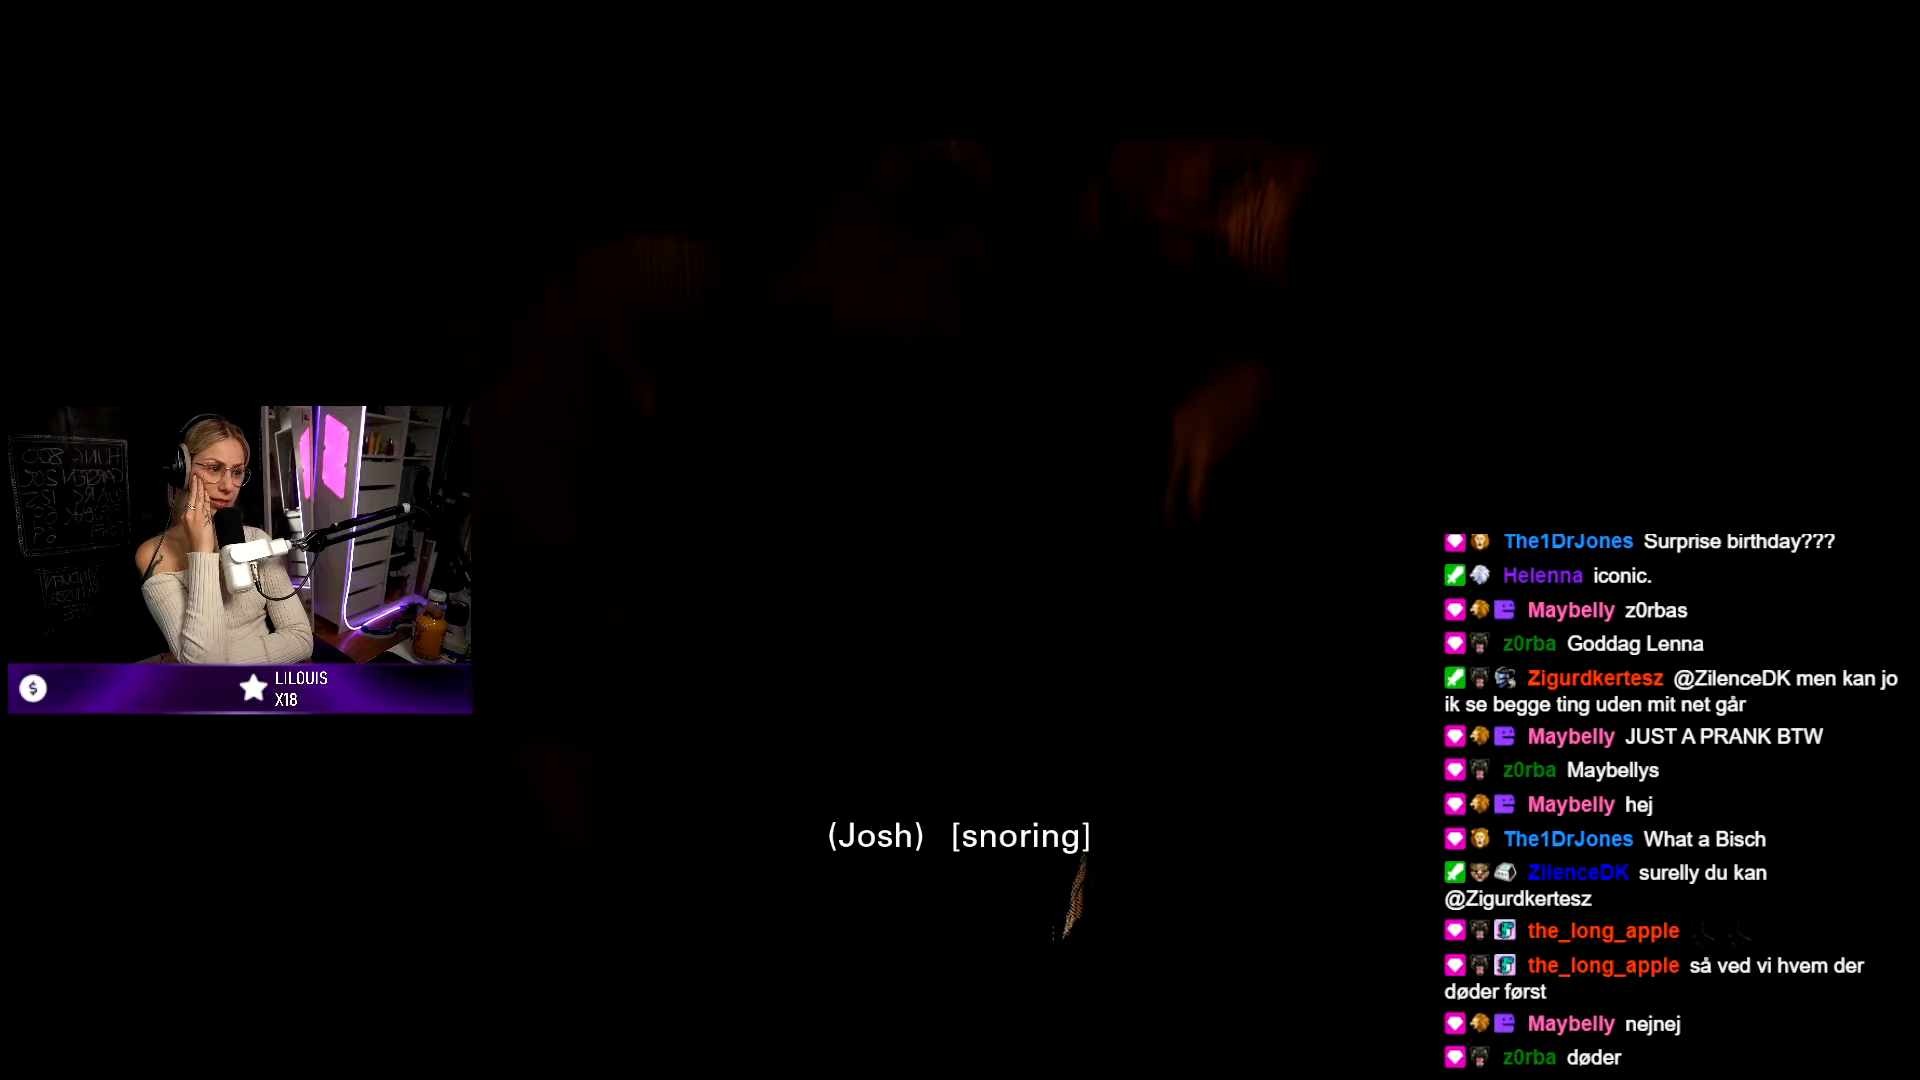 (Josh) [snoring]
$
LILOUIS
X18
The1DrJones Surprise birthday???
Helenna iconic.
Maybelly z0rbas
z0rba Goddag Lenna
Zigurdkertesz @ZilenceDK men kan jo
ik se begge ting uden mit net går
Maybelly JUST A PRANK BTW
z0rba Maybellys
Maybelly hej
The1DrJones What a Bisch
ZilenceDK surelly du kan
@Zigurdkertesz
the_long_apple
the_long_apple så ved vi hvem der
døder først
Maybelly nejnej
z0rba døder